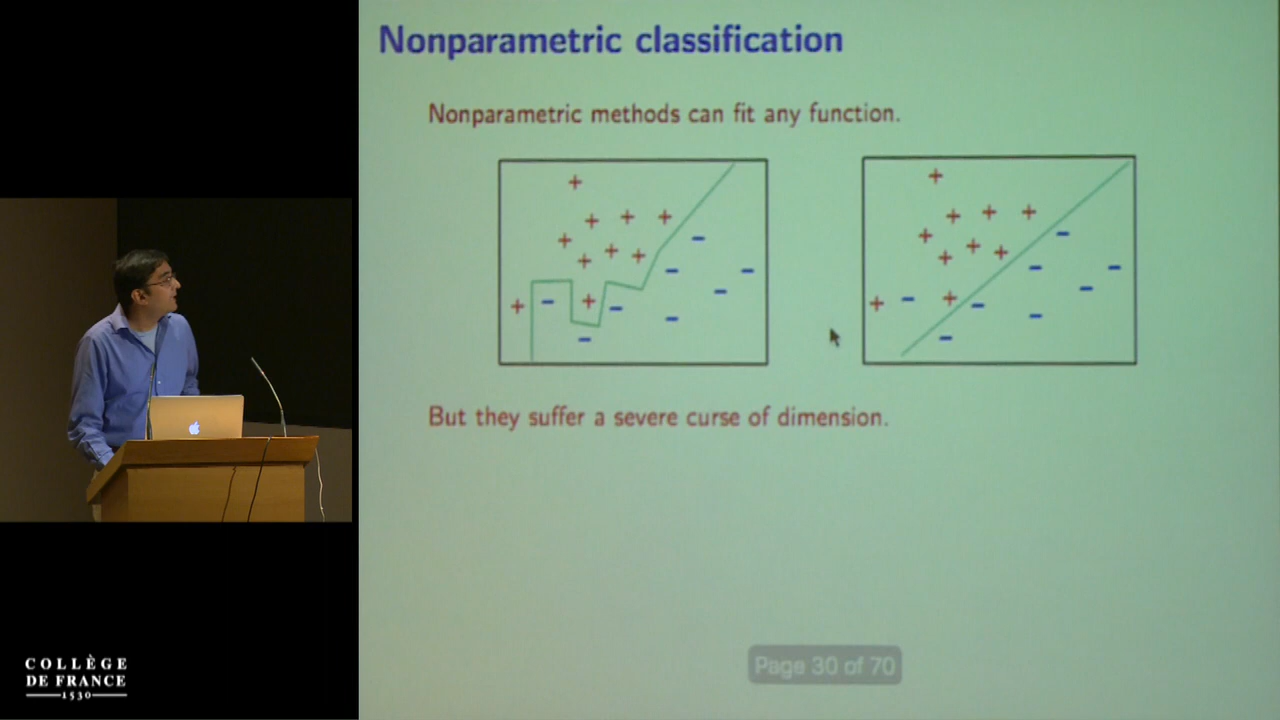 Nonparametric classification
Nonparametric methods can fit any function.
But they suffer a severe curse of dimension.
Page 30 of 70
COLLÈGE
DE FRANCE
1530